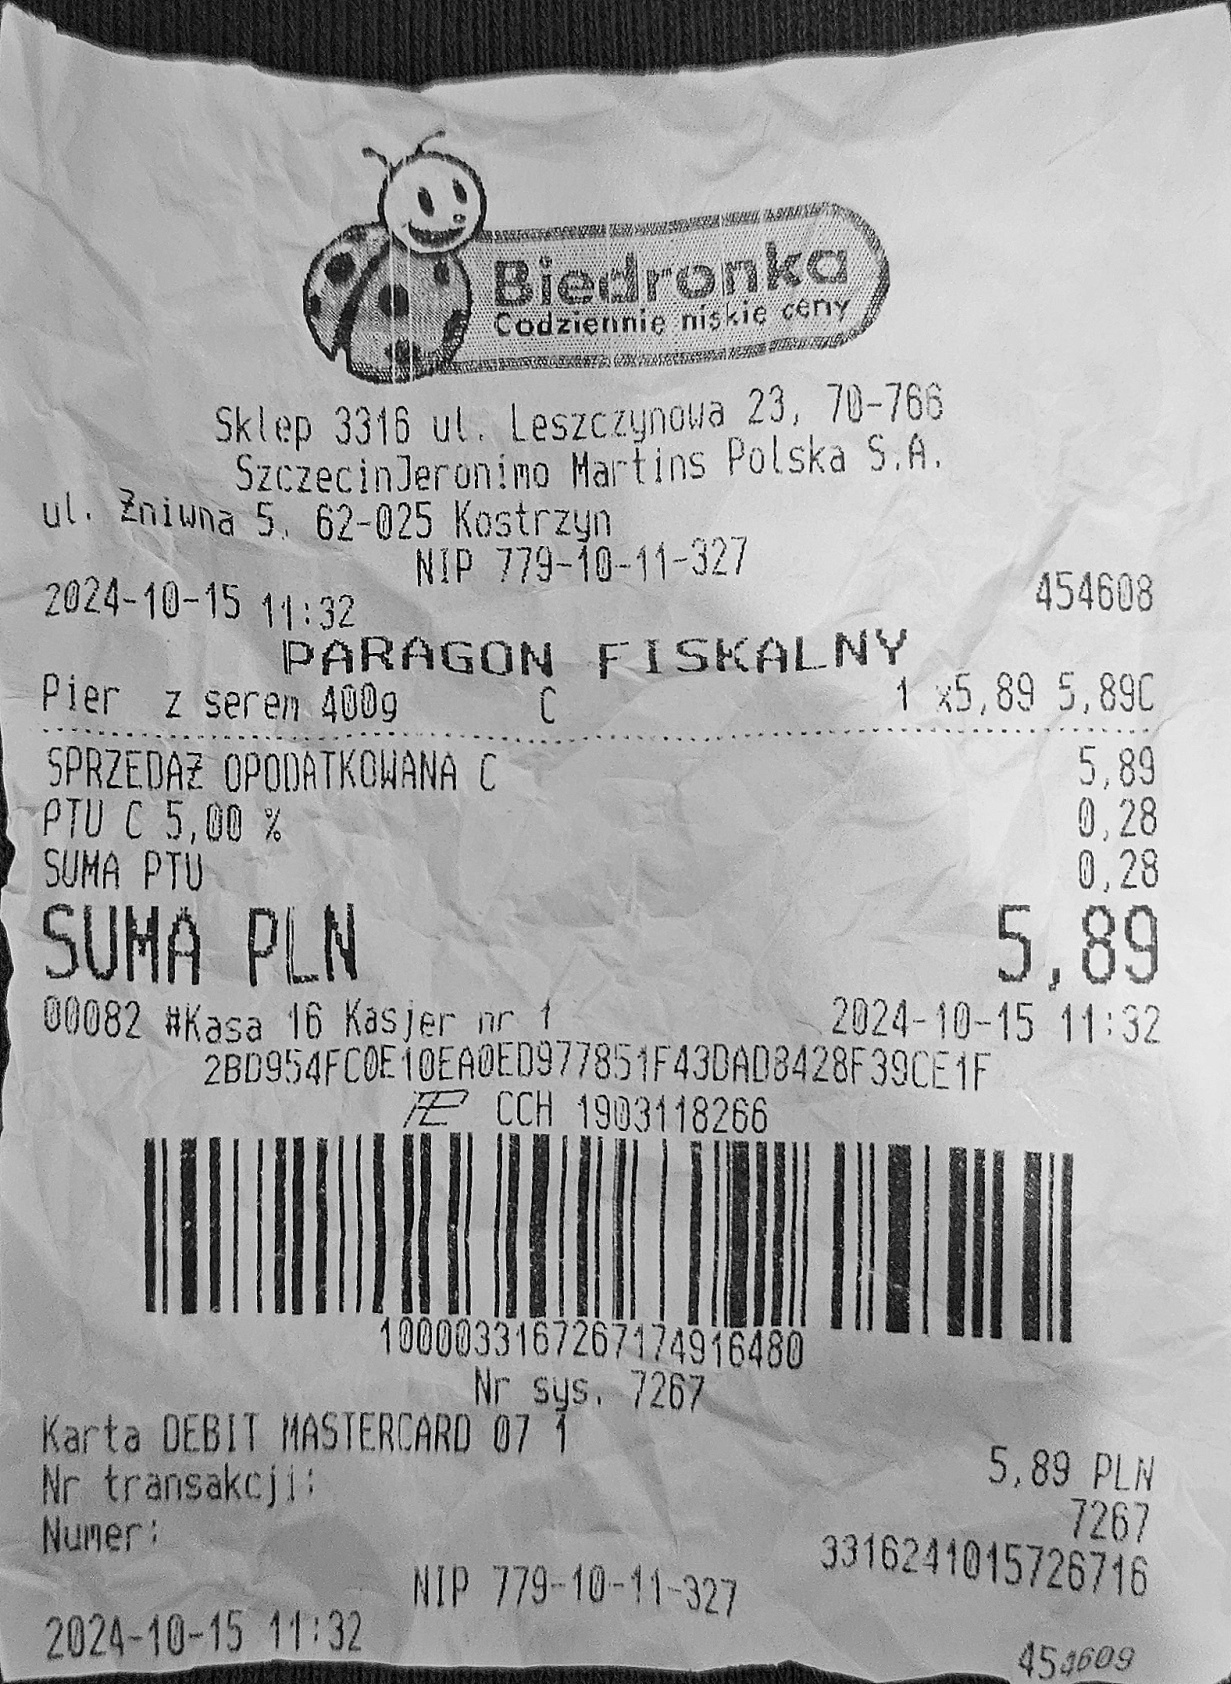 Biedronka
Codziennie niskie ceny
Sklep 3316 ul. Leszczynowa 23, 70-766
SzczecinJeronimo Martins Polska S.A.
ul. Żniwna 5, 62-025 Kostrzyn
NIP 779-10-11-327
2024-10-15 11:32 454608
PARAGON FISKALNY
Pier z serem 400g C 1 x5,89 5,89C
SPRZEDAŻ OPODATKOWANA C 5,89
PTU C 5,00 % 0,28
SUMA PTU 0,28
SUMA PLN 5,89
00082 #Kasa 16 Kasjer nr 1 2024-10-15 11:32
2BD954FC0E10EA0ED977851F43DAD8428F39CE1F
CCH 1903118266
1000033167267174916480
Nr sys. 7267
Karta DEBIT MASTERCARD 07 1 5,89 PLN
Nr transakcji: 7267
Numer: 3316241015726716
NIP 779-10-11-327
2024-10-15 11:32 454609